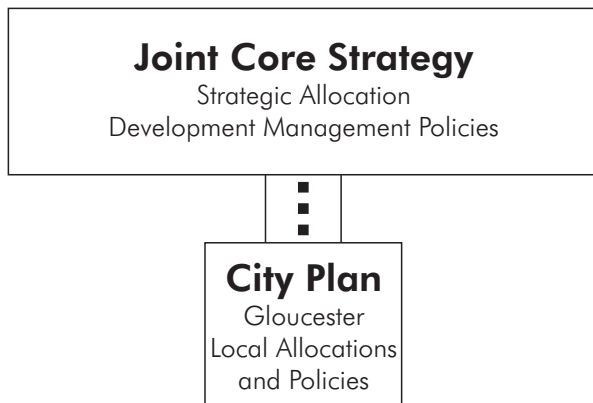 Joint Core Strategy
Strategic Allocation
Development Management Policies
City Plan
Gloucester
Local Allocations
and Policies